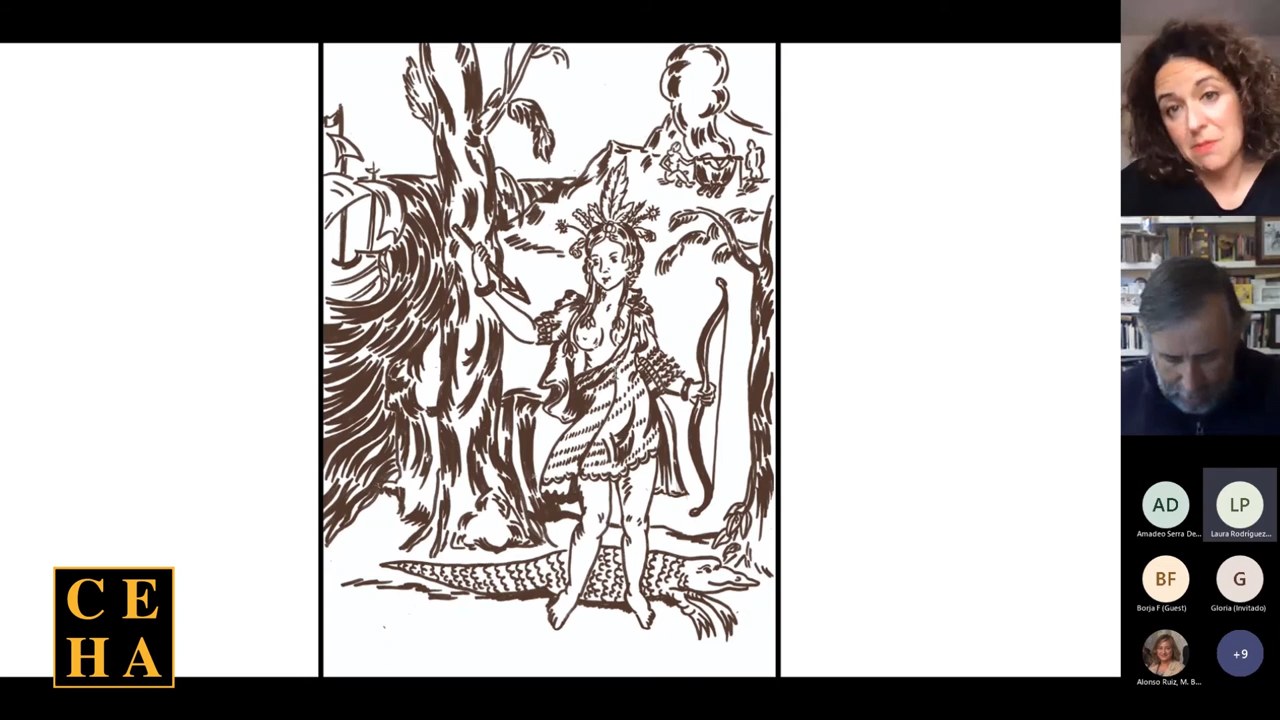 C E
H A
AD
LP
Amadeo Serra De...
Laura Rodríguez...
BF
G
Borja F (Guest)
Gloria (Invitado)
+9
Alonso Ruiz, M. B...